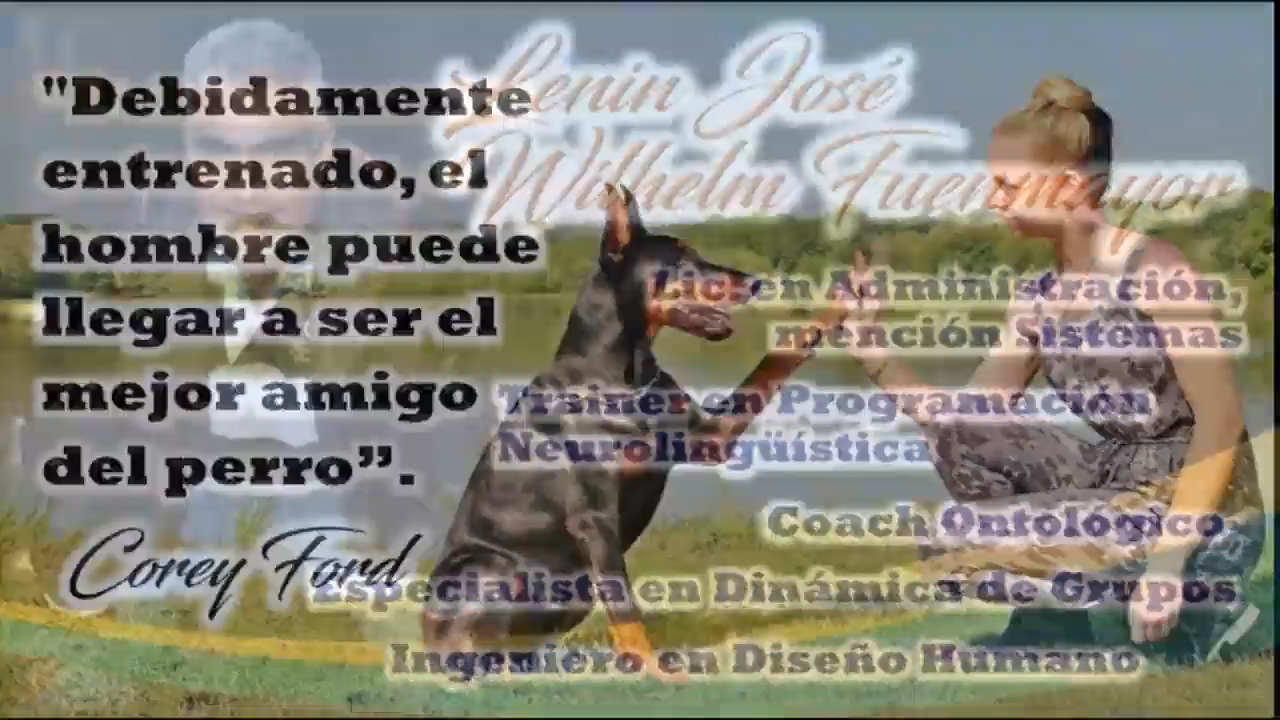 "Debidamente
entrenado, el
hombre puede
llegar a ser el
mejor amigo
del perro”.
Corey Ford
Lenin José
Wilhelm Fuenmayor
Lic. en Administración,
mención Sistemas
Trainer en Programación
Neurolingüística
Coach Ontológico
Especialista en Dinámica de Grupos
Ingeniero en Diseño Humano